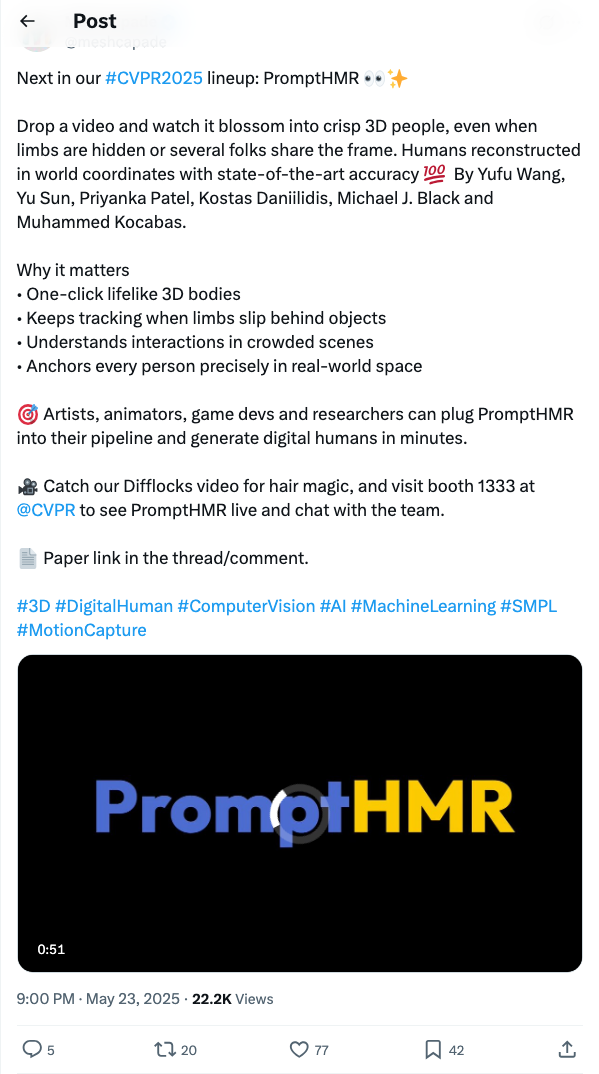 Post
@meshcapade
Next in our #CVPR2025 lineup: PromptHMR 👀✨
Drop a video and watch it blossom into crisp 3D people, even when
limbs are hidden or several folks share the frame. Humans reconstructed
in world coordinates with state-of-the-art accuracy 💯 By Yufu Wang,
Yu Sun, Priyanka Patel, Kostas Daniilidis, Michael J. Black and
Muhammed Kocabas.
Why it matters
• One-click lifelike 3D bodies
• Keeps tracking when limbs slip behind objects
• Understands interactions in crowded scenes
• Anchors every person precisely in real-world space
🎯 Artists, animators, game devs and researchers can plug PromptHMR
into their pipeline and generate digital humans in minutes.
🎥 Catch our Difflocks video for hair magic, and visit booth 1333 at
@CVPR to see PromptHMR live and chat with the team.
📄 Paper link in the thread/comment.
#3D #DigitalHuman #ComputerVision #AI #MachineLearning #SMPL
#MotionCapture
PromptHMR
0:51
9:00 PM · May 23, 2025 · 22.2K Views
5 20 77 42